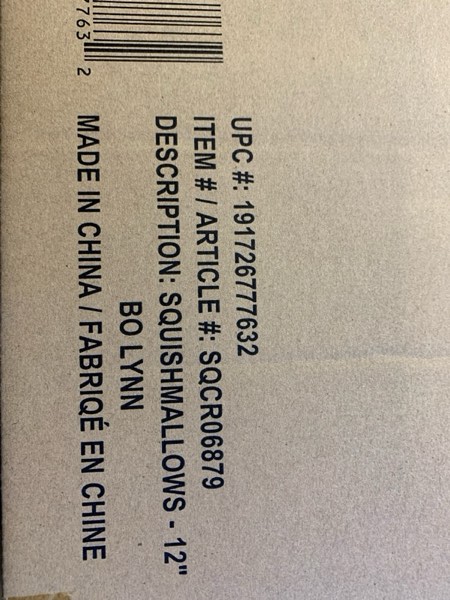 7763 2
UPC #: 191726777632
ITEM # / ARTICLE #: SQCR06879
DESCRIPTION: SQUISHMALLOWS - 12"
BO LYNN
MADE IN CHINA / FABRIQÉ EN CHINE